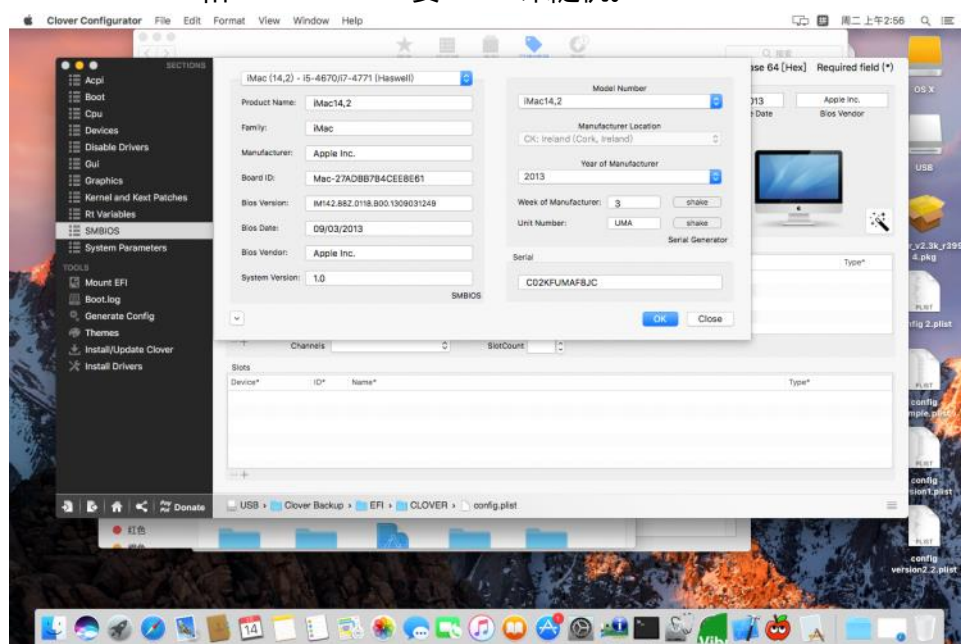 Clover Configurator File Edit Format View Window Help 周二上午2:56
SECTIONS
Acpi
Boot
Cpu
Devices
Disable Drivers
Gui
Graphics
Kernel and Kext Patches
Rt Variables
SMBIOS
System Parameters
TOOLS
Mount EFI
Boot.log
Generate Config
Themes
Install/Update Clover
Install Drivers
Donate
iMac (14,2) - i5-4670/i7-4771 (Haswell)
Product Name: iMac14,2
Family: iMac
Manufacturer: Apple Inc.
Board ID: Mac-27ADBB7B4CEE8E61
Bios Version: IM142.88Z.0118.B00.1309031249
Bios Date: 09/03/2013
Bios Vendor: Apple Inc.
System Version: 1.0
SMBIOS
Model Number
iMac14,2
Manufacturer Location
CK: Ireland (Cork, Ireland)
Year of Manufacturer
2013
Week of Manufacturer: 3 shake
Unit Number: UMA shake
Serial Generator
Serial
C02KFUMAF8JC
OK Close
se 64 [Hex] Required field (*)
013 Apple Inc.
Date Bios Vendor
Type*
Channels SlotCount
Slots
Device* ID* Name* Type*
USB › Clover Backup › EFI › CLOVER › config.plist
红色
OS X
USB
_v2.3k_r399
4.pkg
PLIST
nfig 2.plist
PLIST
config
mple.plist
PLIST
config
sion1.plist
PLIST
config
version2.2.plist
14